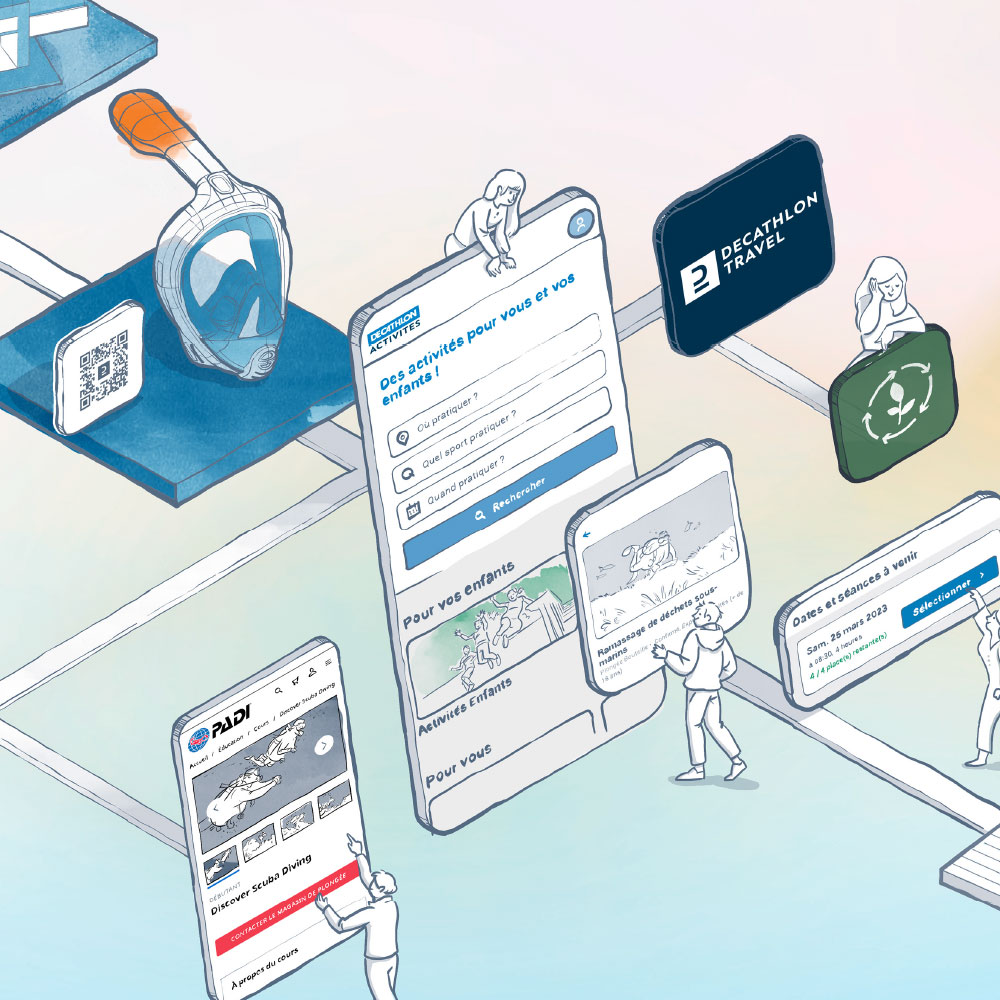 DECATHLON
TRAVEL
DECATHLON
ACTIVITES
Des activités pour vous et vos
enfants !
Où pratiquer ?
Quel sport pratiquer ?
Quand pratiquer ?
Rechercher
Pour vos enfants
Activités Enfants
Pour vous
Ramassage de déchets sous-
marins
18 ans)
Dates et séances à venir
Sam. 25 mars 2023
à 08:30, 4 heures
4 / 4 place(s) restante(s)
Sélectionner
PADI
Accueil / Éducation / Cours / Discover Scuba Diving
DÉBUTANT
Discover Scuba Diving
CONTACTER LE MAGASIN DE PLONGÉE
À propos du cours